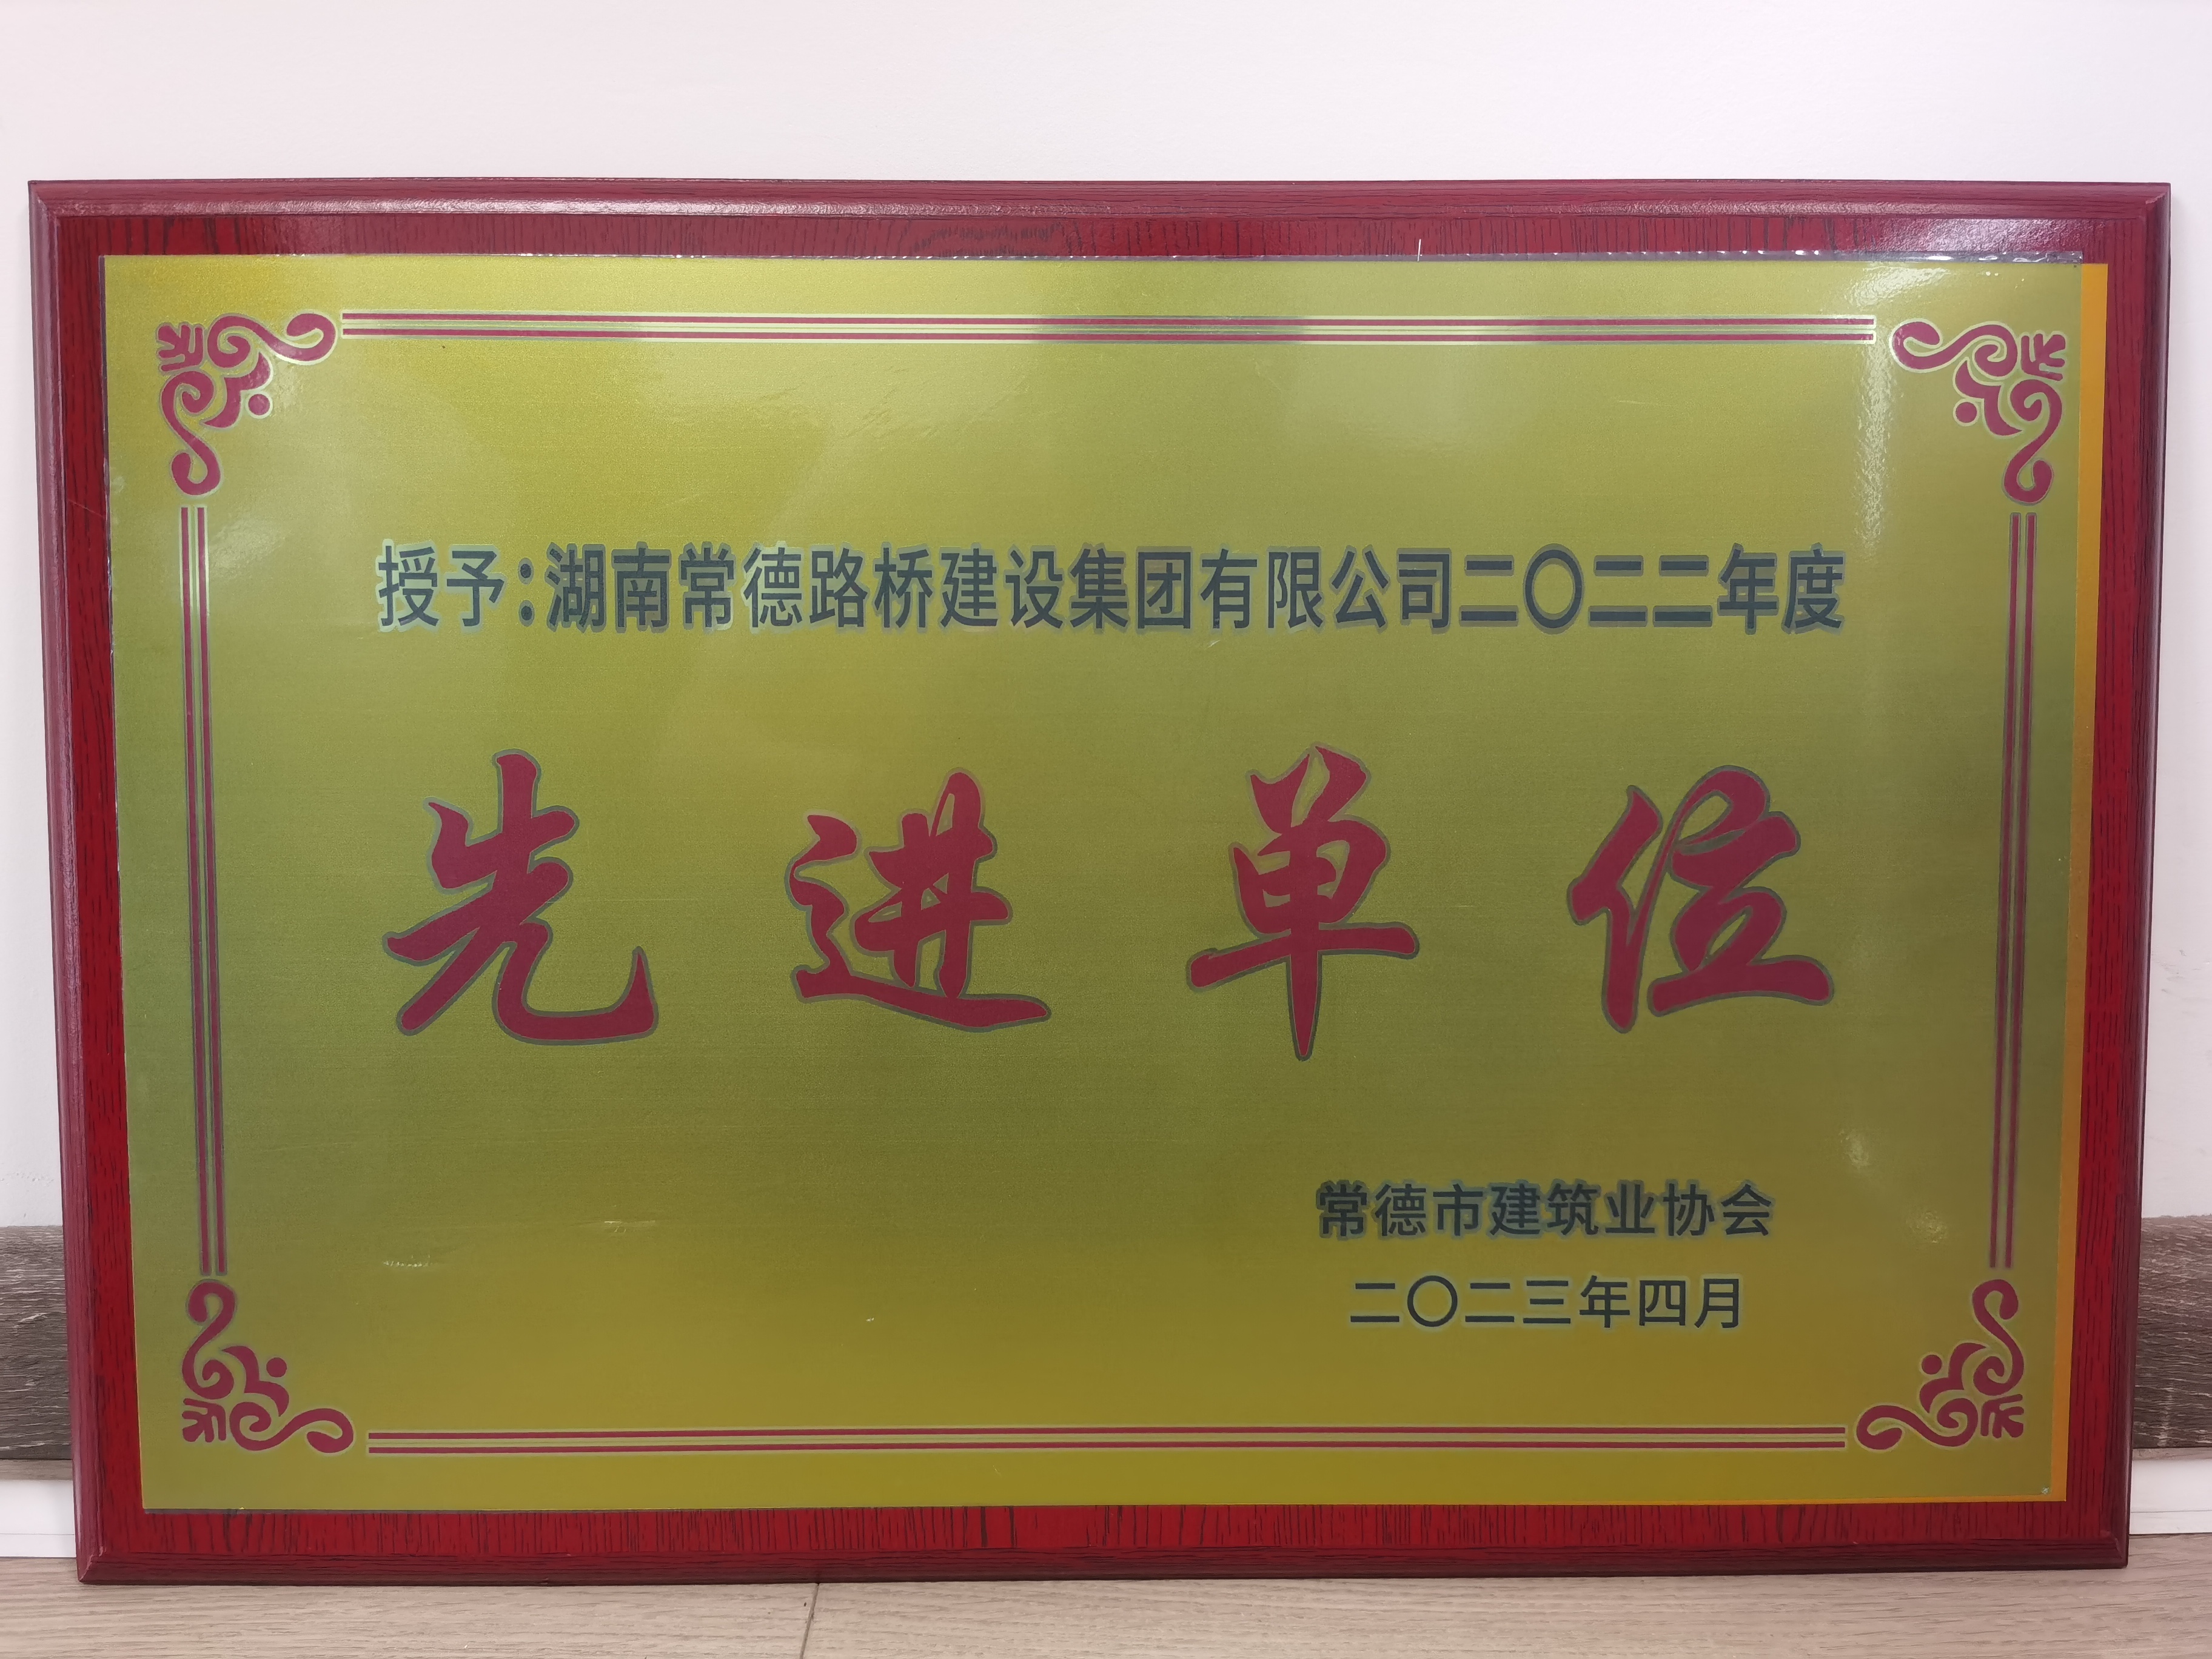 授予：湖南常德路桥建设集团有限公司二〇二二年度
先进单位
常德市建筑业协会
二〇二三年四月